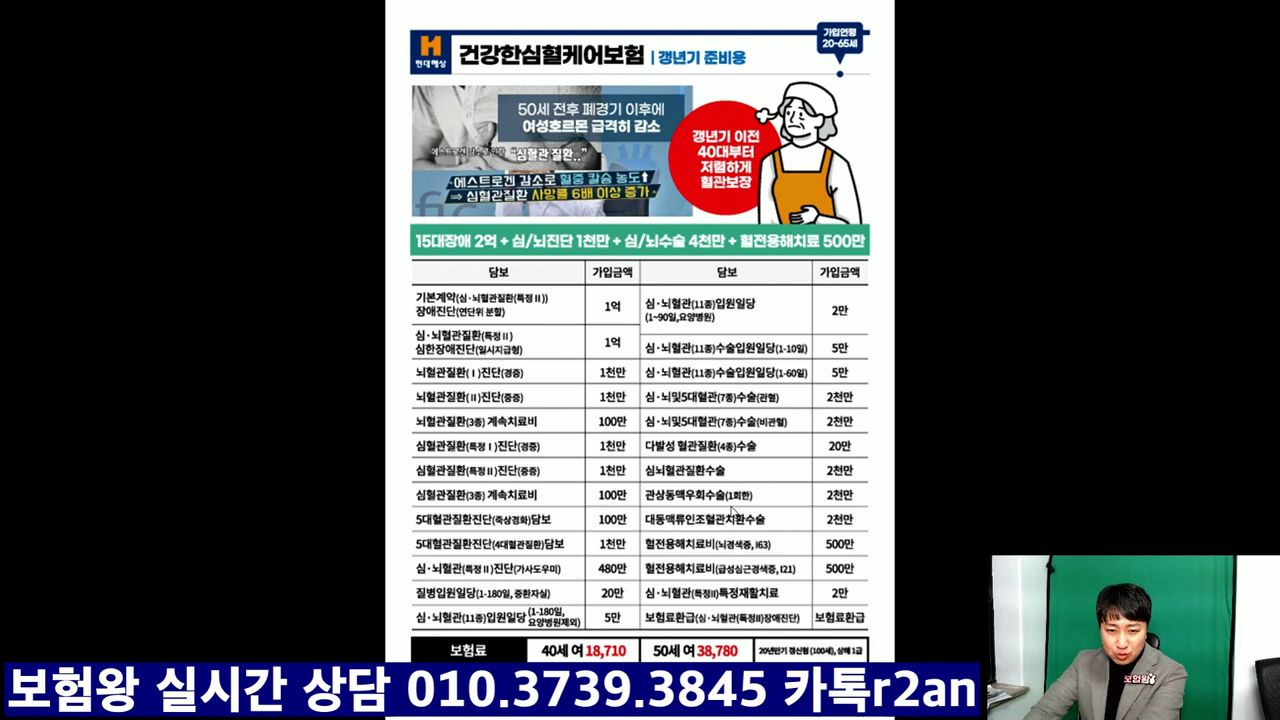 현대해상
건강한심혈케어보험 | 갱년기 준비용
가입연령
20-65세
50세 전후 폐경기 이후에
여성호르몬 급격히 감소
"심혈관 질환.."
에스트로겐 감소로 혈중 칼슘 농도↑
⇒ 심혈관질환 사망률 6배 이상 증가
갱년기 이전
40대부터
저렴하게
혈관보장
15대장애 2억 + 심/뇌진단 1천만 + 심/뇌수술 4천만 + 혈전용해치료 500만
담보 가입금액 담보 가입금액
기본계약(심·뇌혈관질환(특정Ⅱ))
장애진단(연단위 분할) 1억
심·뇌혈관(11종)입원일당
(1~90일,요양병원) 2만
심·뇌혈관질환(특정Ⅱ)
심한장애진단(일시지급형) 1억
심·뇌혈관(11종)수술입원일당(1-10일) 5만
뇌혈관질환(Ⅰ)진단(경증) 1천만 심·뇌혈관(11종)수술입원일당(1-60일) 5만
뇌혈관질환(Ⅱ)진단(중증) 1천만 심·뇌및5대혈관(7종)수술(관혈) 2천만
뇌혈관질환(3종) 계속치료비 100만 심·뇌및5대혈관(7종)수술(비관혈) 2천만
심혈관질환(특정Ⅰ)진단(경증) 1천만 다발성 혈관질환(4종)수술 20만
심혈관질환(특정Ⅱ)진단(중증) 1천만 심뇌혈관질환수술 2천만
심혈관질환(3종) 계속치료비 100만 관상동맥우회수술(1회한) 2천만
5대혈관질환진단(죽상경화)담보 100만 대동맥류인조혈관치환수술 2천만
5대혈관질환진단(4대혈관질환)담보 1천만 혈전용해치료비(뇌경색증, I63) 500만
심·뇌혈관(특정Ⅱ)진단(가사도우미) 480만 혈전용해치료비(급성심근경색증, I21) 500만
질병입원일당(1-180일, 중환자실) 20만 심·뇌혈관(특정II)특정재활치료 2만
심·뇌혈관(11종)입원일당(1-180일, 요양병원제외) 5만 보험료환급(심·뇌혈관(특정II)장애진단) 보험료환급
보험료 40세 여 18,710 50세 여 38,780 20년만기 갱신형 (100세), 상해 1급
보험왕 실시간 상담 010.3739.3845 카톡r2an
보험왕